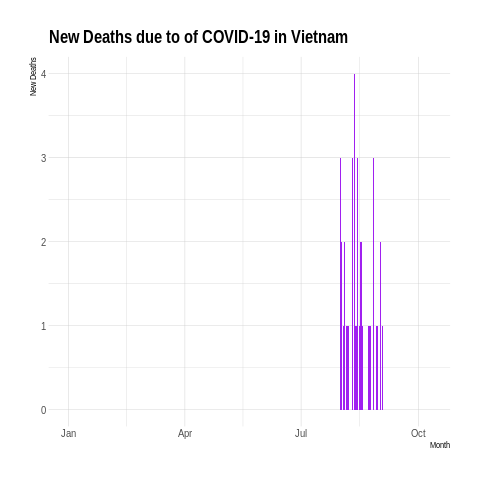 New Deaths due to of COVID-19 in Vietnam
New Deaths
4
3
2
1
0
Jan Apr Jul Oct
Month